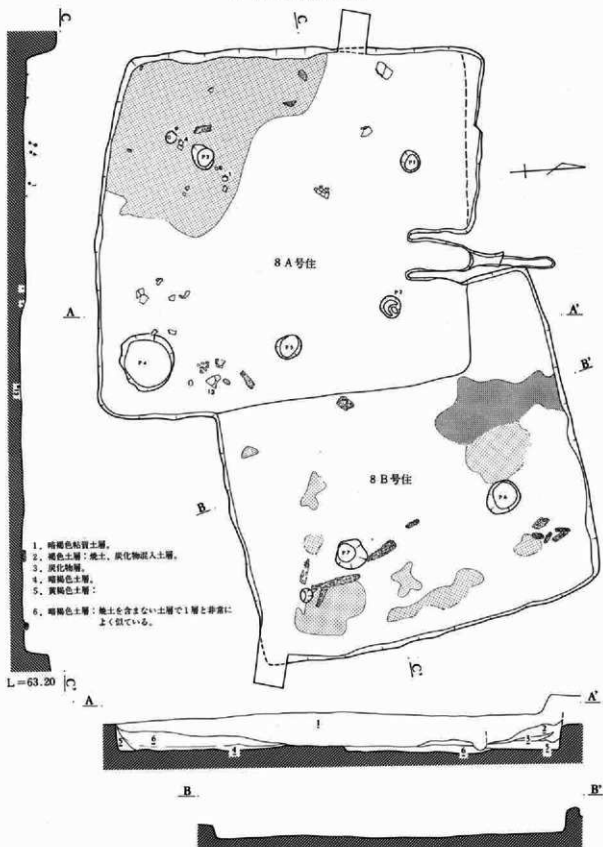 C
C
P3
P1
8A号住
A
A'
P2
P5
P4
13
B'
8B号住
B
P6
P7
1、暗褐色粘質土層。
2、褐色土層：焼土、炭化物混入土層。
3、炭化物層。
4、暗褐色土層。
5、黄褐色土層：
6、暗褐色土層：焼土を含まない土層で1層と非常に
よく似ている。
L=63.20
C'
C'
A
A'
1
2
3
5
6
5
4
6
B
B'